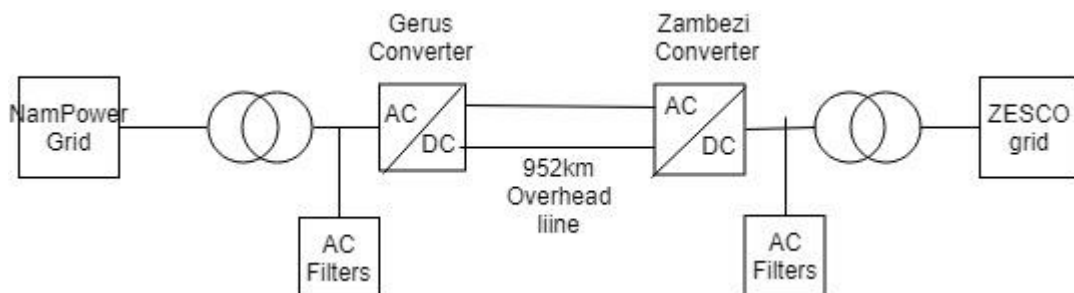 Gerus
Converter
Zambezi
Converter
NamPower
Grid
AC
DC
AC
DC
ZESCO
grid
952km
Overhead
liine
AC
Filters
AC
Filters